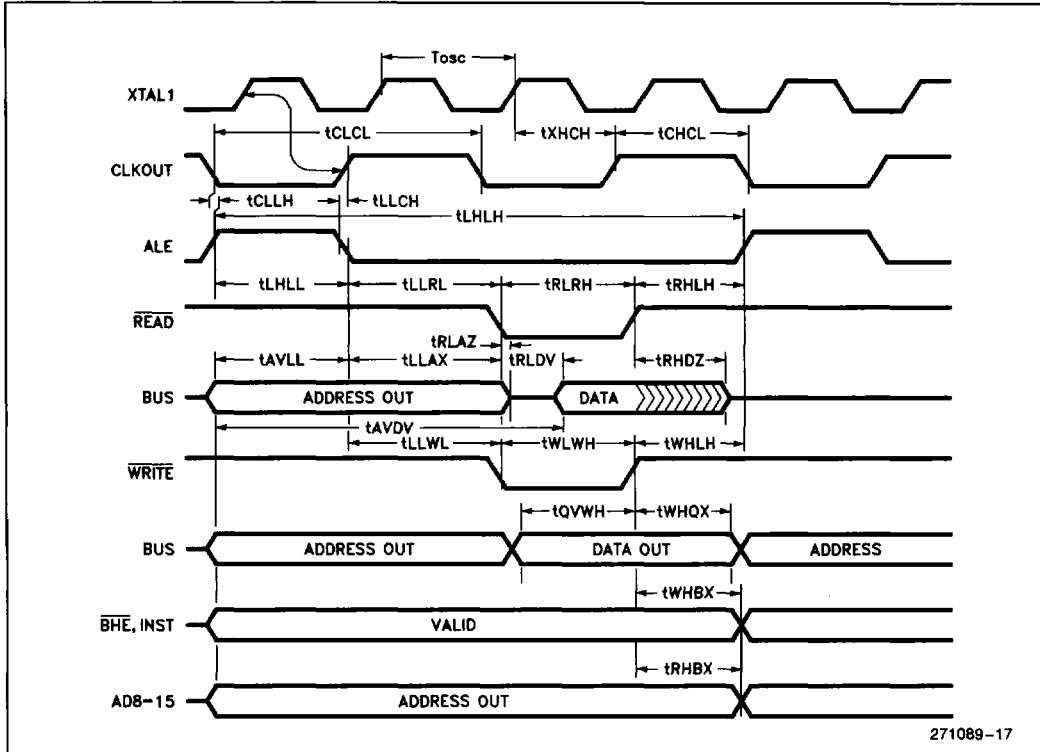 Tosc
XTAL1
tCLCL
tXHCH
tCHCL
CLKOUT
tCLLH
tLLCH
tLHLH
ALE
tLHLL
tLLRL
tRLRH
tRHLH
READ
tRLAZ
tRLDV
tRHDZ
tAVLL
tLLAX
BUS
ADDRESS OUT
DATA
tAVDV
tLLWL
tWLWH
tWHLH
WRITE
tQVWH
tWHQX
BUS
ADDRESS OUT
DATA OUT
ADDRESS
tWHBX
BHE, INST
VALID
tRHBX
AD8-15
ADDRESS OUT
271089-17